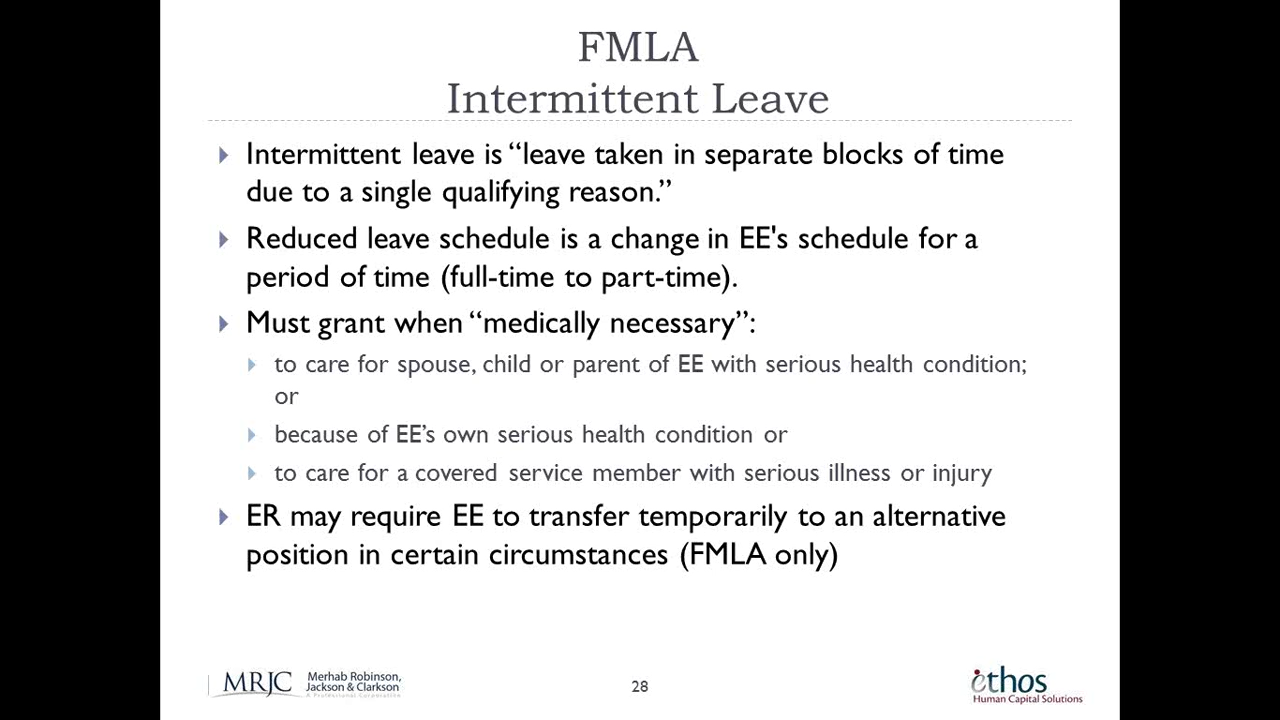 FMLA
Intermittent Leave
Intermittent leave is “leave taken in separate blocks of time
due to a single qualifying reason.”
Reduced leave schedule is a change in EE's schedule for a
period of time (full-time to part-time).
Must grant when “medically necessary”:
to care for spouse, child or parent of EE with serious health condition;
or
because of EE’s own serious health condition or
to care for a covered service member with serious illness or injury
ER may require EE to transfer temporarily to an alternative
position in certain circumstances (FMLA only)
MRJC
Merhab Robinson,
Jackson & Clarkson
A Professional Corporation
28
ethos
Human Capital Solutions